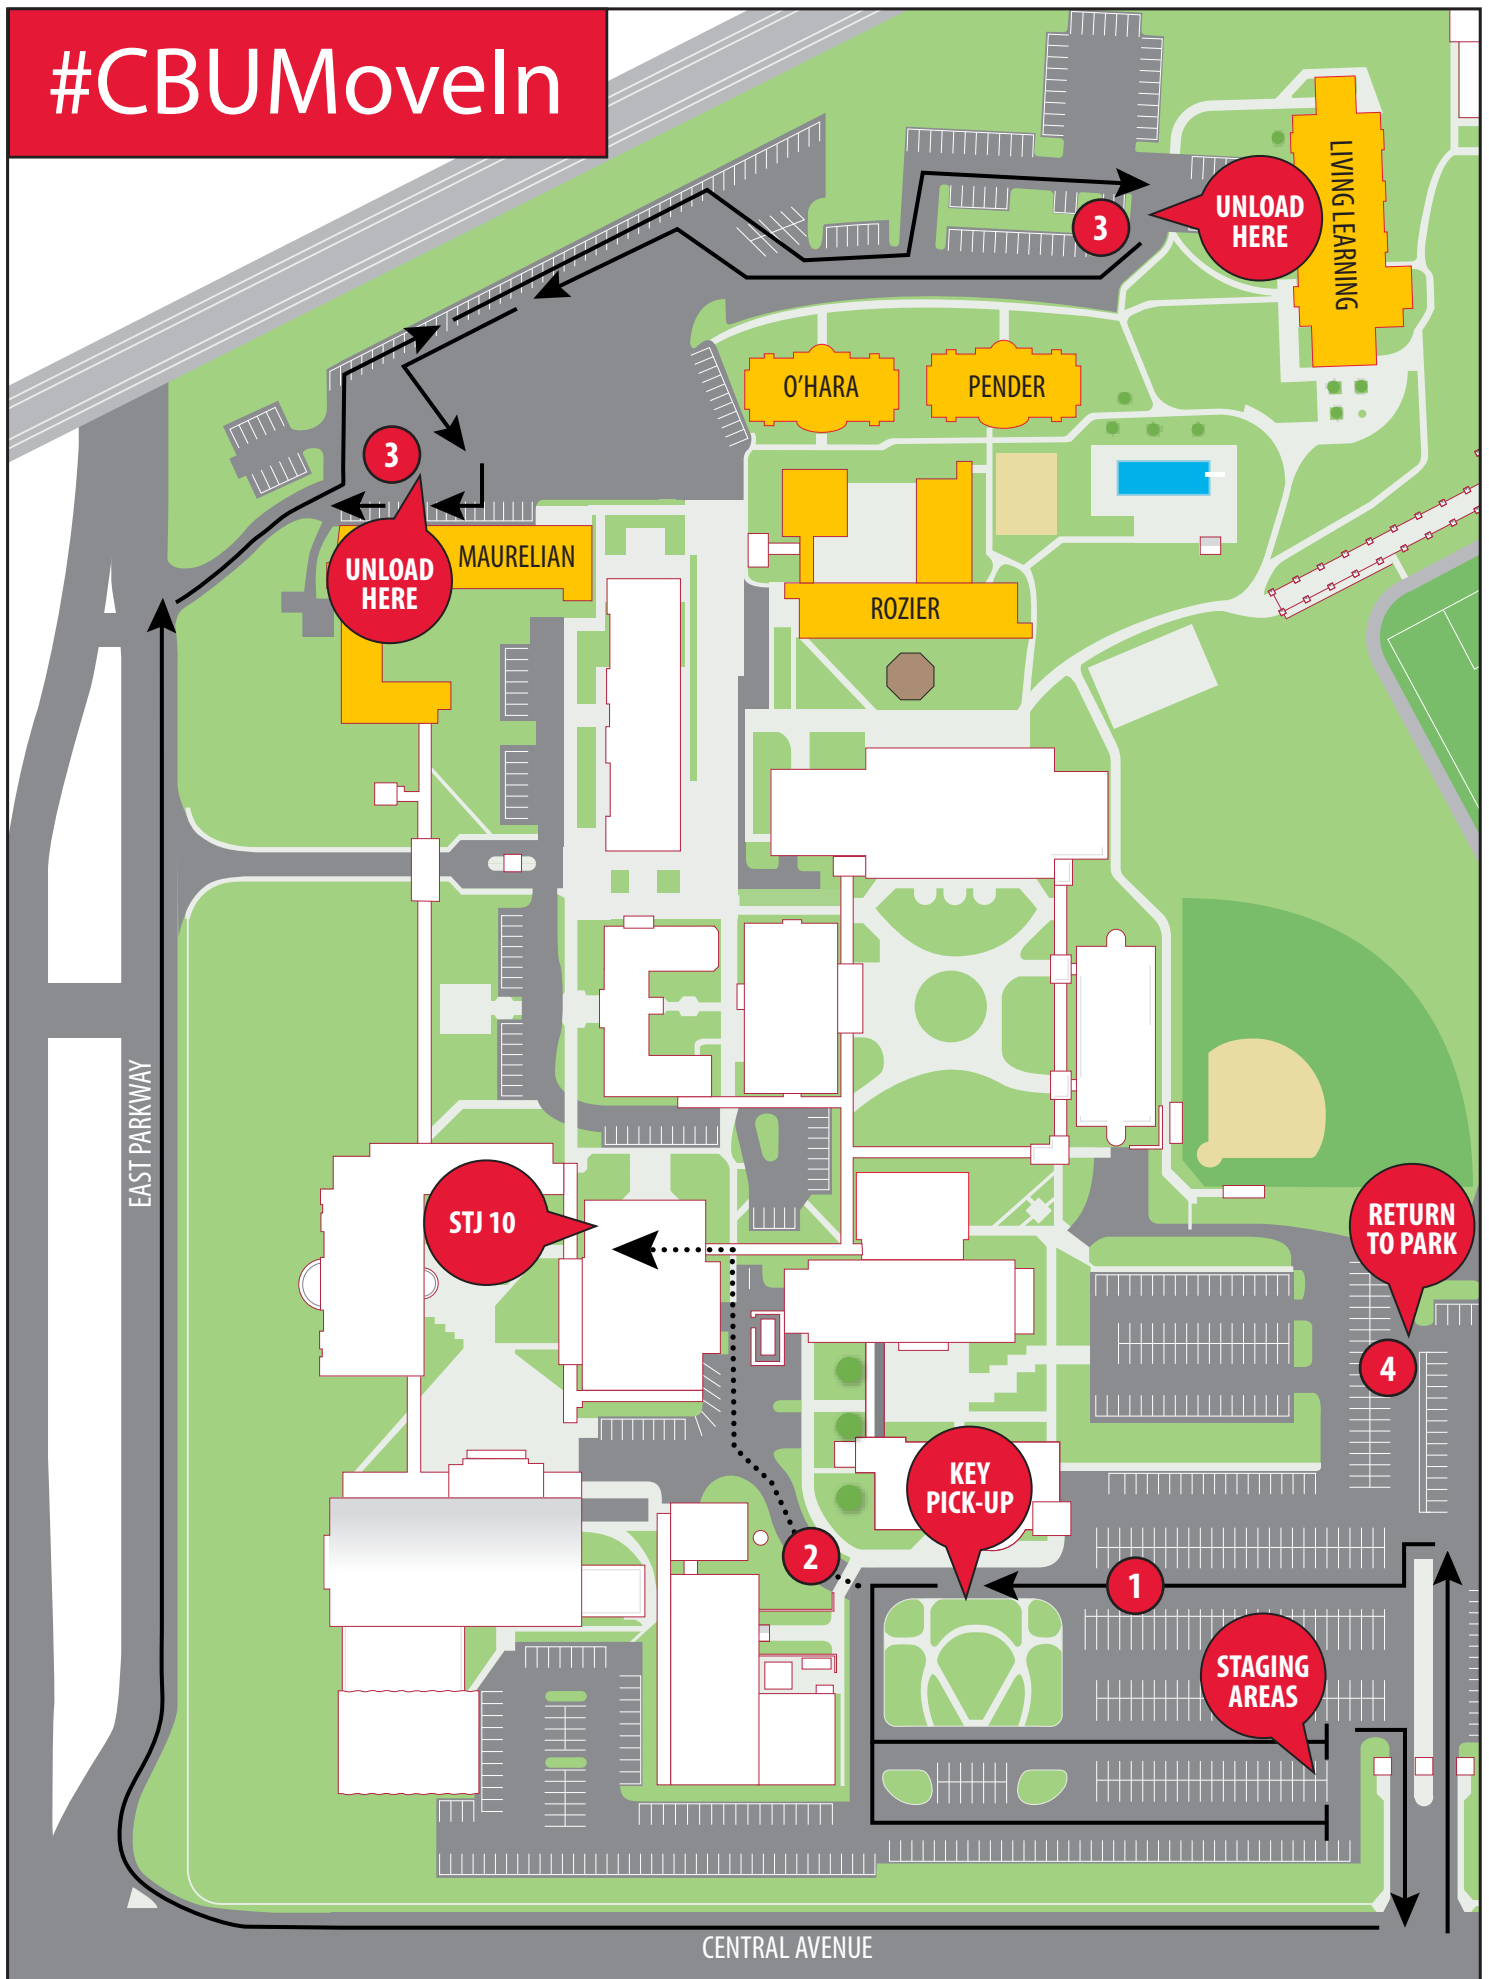 #CBUMoveIn
UNLOAD
HERE
LIVING LEARNING
3
O'HARA
PENDER
3
MAURELIAN
UNLOAD
HERE
ROZIER
EAST PARKWAY
STJ 10
RETURN
TO PARK
4
KEY
PICK-UP
2
1
STAGING
AREAS
CENTRAL AVENUE